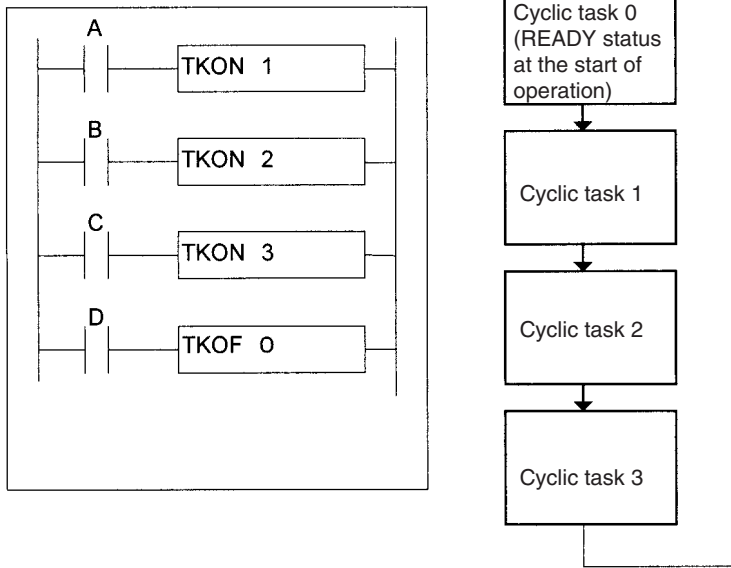 A
TKON 1
B
TKON 2
C
TKON 3
D
TKOF 0
Cyclic task 0
(READY status
at the start of
operation)
Cyclic task 1
Cyclic task 2
Cyclic task 3